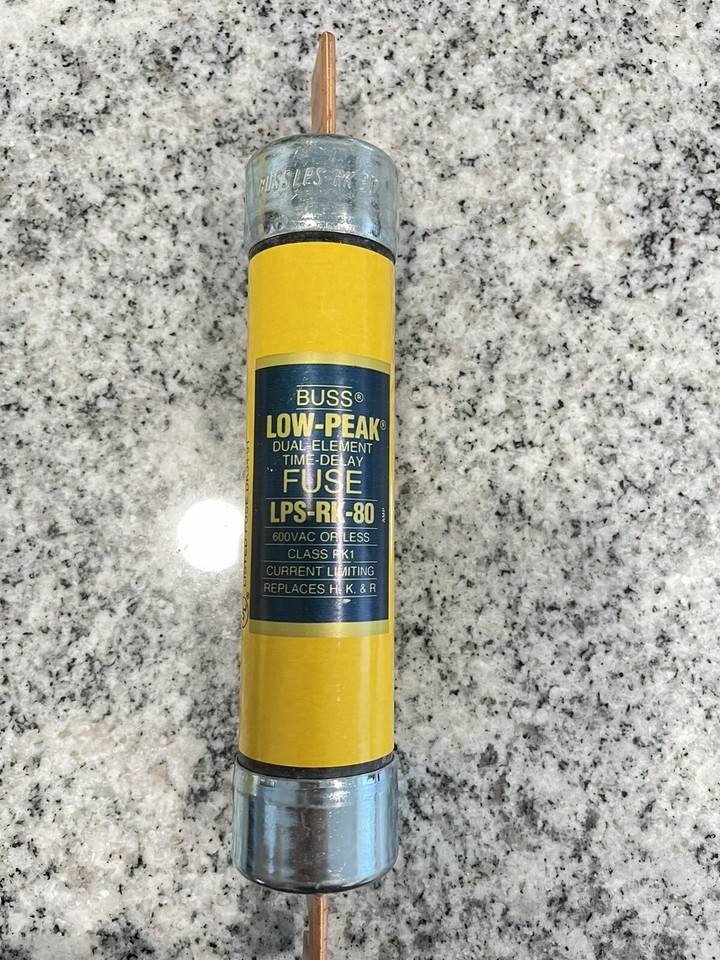 BUSS®
LOW-PEAK®
DUAL-ELEMENT
TIME-DELAY
FUSE
LPS-RK-80
AMP
600VAC OR LESS
CLASS RK1
CURRENT LIMITING
REPLACES H, K, & R